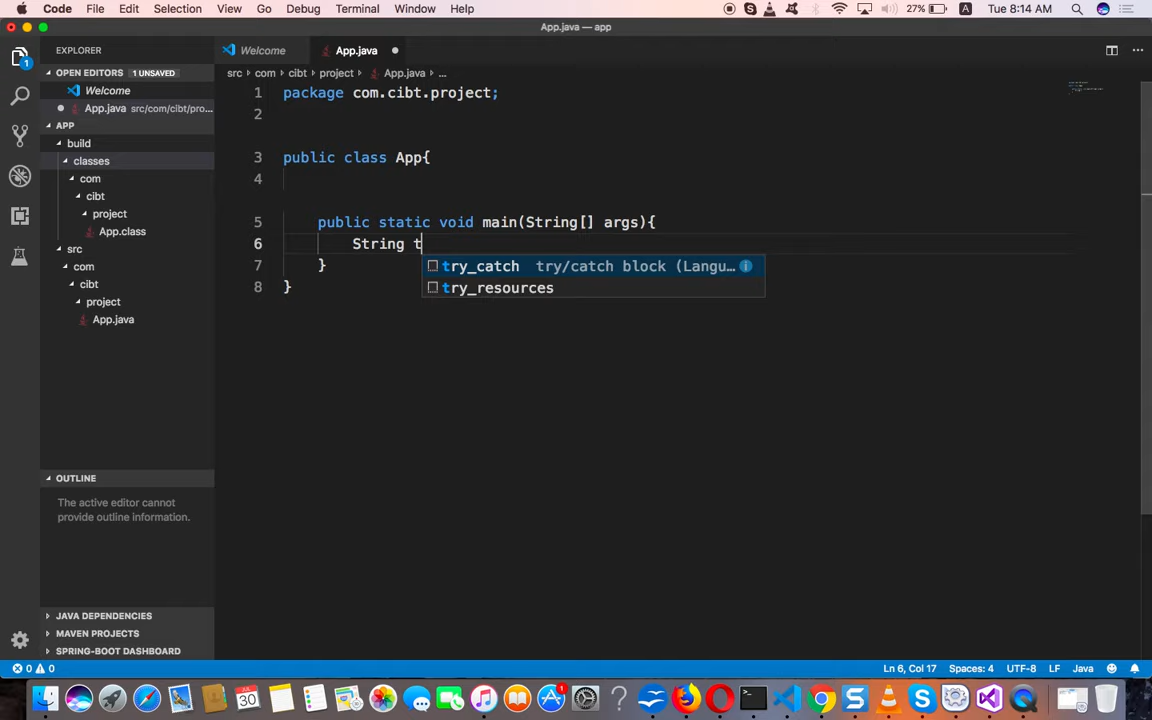 Code File Edit Selection View Go Debug Terminal Window Help 27% A Tue 8:14 AM
App.java — app
EXPLORER
Welcome App.java
OPEN EDITORS 1 UNSAVED
Welcome
App.java src/com/cibt/pro...
APP
build
classes
com
cibt
project
App.class
src
com
cibt
project
App.java
OUTLINE
The active editor cannot
provide outline information.
JAVA DEPENDENCIES
MAVEN PROJECTS
SPRING-BOOT DASHBOARD
src › com › cibt › project › App.java › ...
1 package com.cibt.project;
2
3 public class App{
4
5 public static void main(String[] args){
6 String t
7 }
8 }
try_catch try/catch block (Langu...
try_resources
0 0 Ln 6, Col 17 Spaces: 4 UTF-8 LF Java